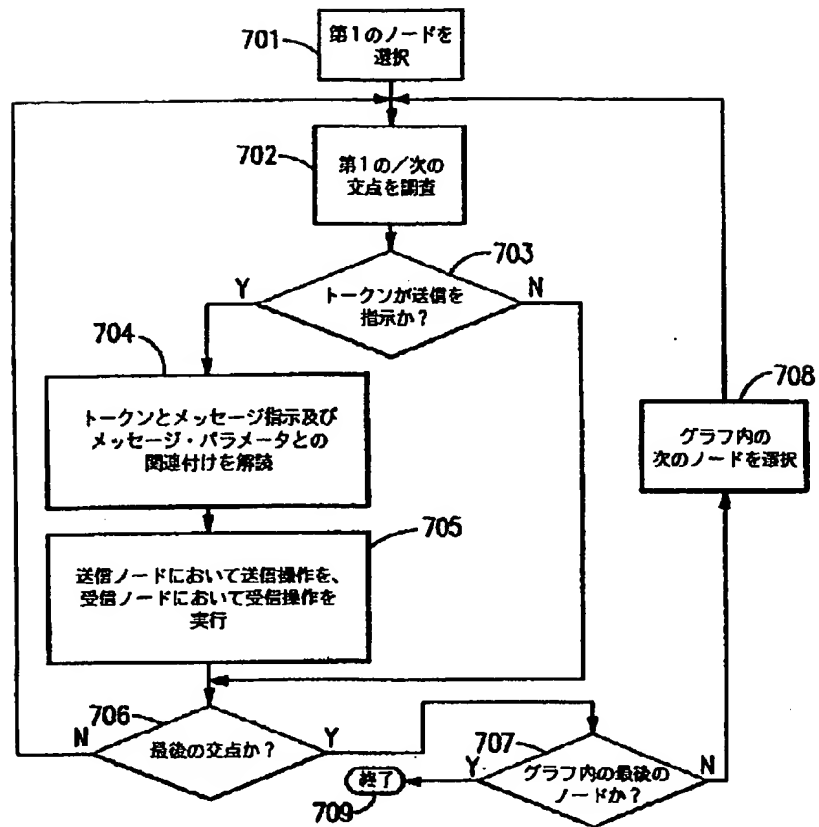 701
第1のノードを
選択
702
第1の/次の
交点を調査
703
トークンが送信を
指示か?
Y
N
704
トークンとメッセージ指示及び
メッセージ・パラメータとの
関連付けを解読
705
送信ノードにおいて送信操作を、
受信ノードにおいて受信操作を
実行
706
最後の交点か?
N
Y
707
グラフ内の最後の
ノードか?
Y
N
708
グラフ内の
次のノードを選択
終了
709